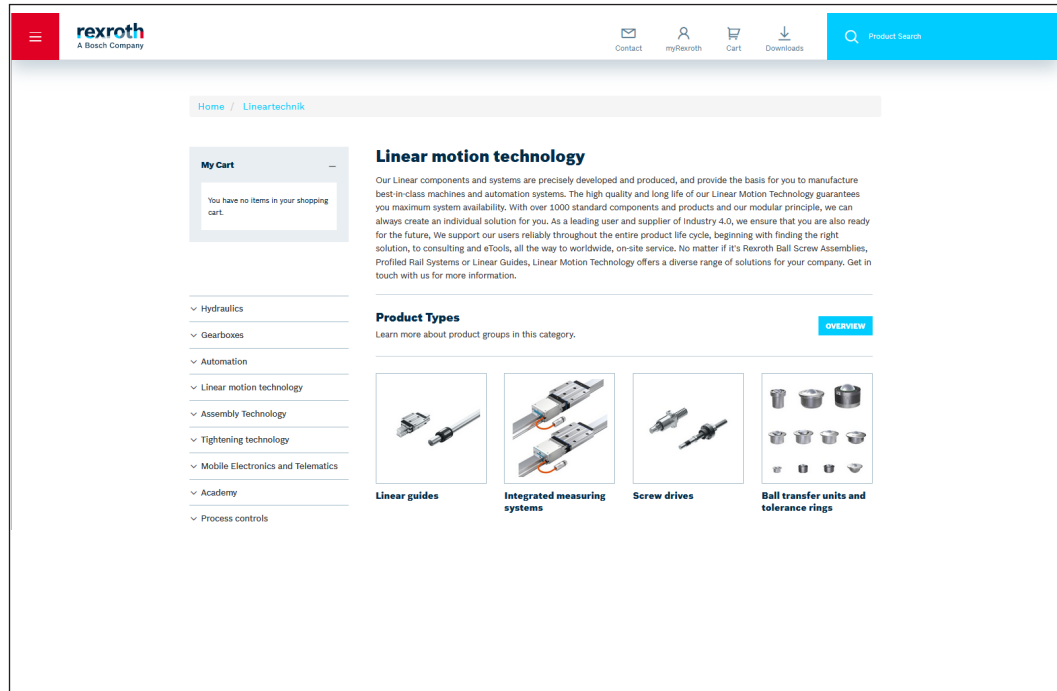 rexroth
A Bosch Company
Contact
myRexroth
Cart
Downloads
Product Search
Home / Lineartechnik
My Cart
You have no items in your shopping
cart.
Hydraulics
Gearboxes
Automation
Linear motion technology
Assembly Technology
Tightening technology
Mobile Electronics and Telematics
Academy
Process controls
Linear motion technology
Our Linear components and systems are precisely developed and produced, and provide the basis for you to manufacture
best-in-class machines and automation systems. The high quality and long life of our Linear Motion Technology guarantees
you maximum system availability. With over 1000 standard components and products and our modular principle, we can
always create an individual solution for you. As a leading user and supplier of Industry 4.0, we ensure that you are also ready
for the future, We support our users reliably throughout the entire product life cycle, beginning with finding the right
solution, to consulting and eTools, all the way to worldwide, on-site service. No matter if it's Rexroth Ball Screw Assemblies,
Profiled Rail Systems or Linear Guides, Linear Motion Technology offers a diverse range of solutions for your company. Get in
touch with us for more information.
Product Types
Learn more about product groups in this category.
OVERVIEW
Linear guides
Integrated measuring
systems
Screw drives
Ball transfer units and
tolerance rings